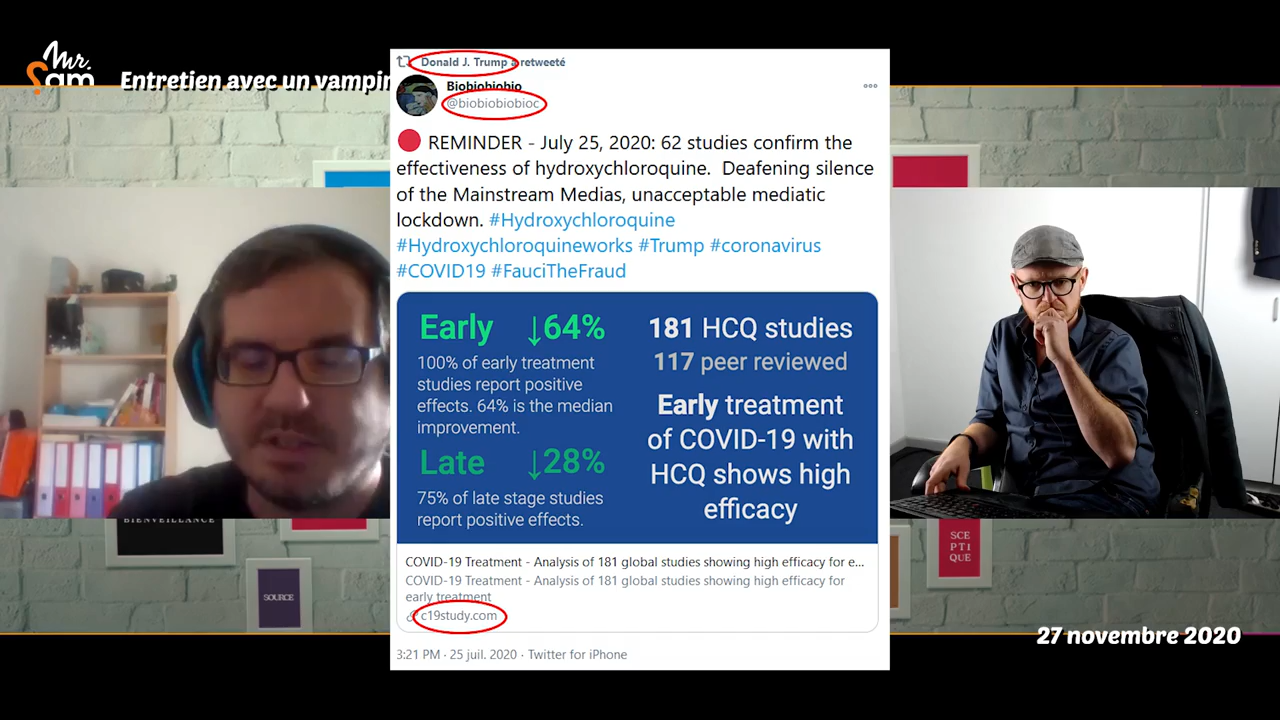 Mr.
Sam
Entretien avec un vampir
Donald J. Trump a retweeté
Biobiobiobio
@biobiobiobioc
REMINDER - July 25, 2020: 62 studies confirm the
effectiveness of hydroxychloroquine. Deafening silence
of the Mainstream Medias, unacceptable mediatic
lockdown. #Hydroxychloroquine
#Hydroxychloroquineworks #Trump #coronavirus
#COVID19 #FauciTheFraud
Early ↓64%
100% of early treatment
studies report positive
effects. 64% is the median
improvement.
Late ↓28%
75% of late stage studies
report positive effects.
181 HCQ studies
117 peer reviewed
Early treatment
of COVID-19 with
HCQ shows high
efficacy
COVID-19 Treatment - Analysis of 181 global studies showing high efficacy for e...
COVID-19 Treatment - Analysis of 181 global studies showing high efficacy for
early treatment
c19study.com
3:21 PM · 25 juil. 2020 · Twitter for iPhone
BIENVEILLANCE
SOURCE
SCE
PTI
QUE
27 novembre 2020